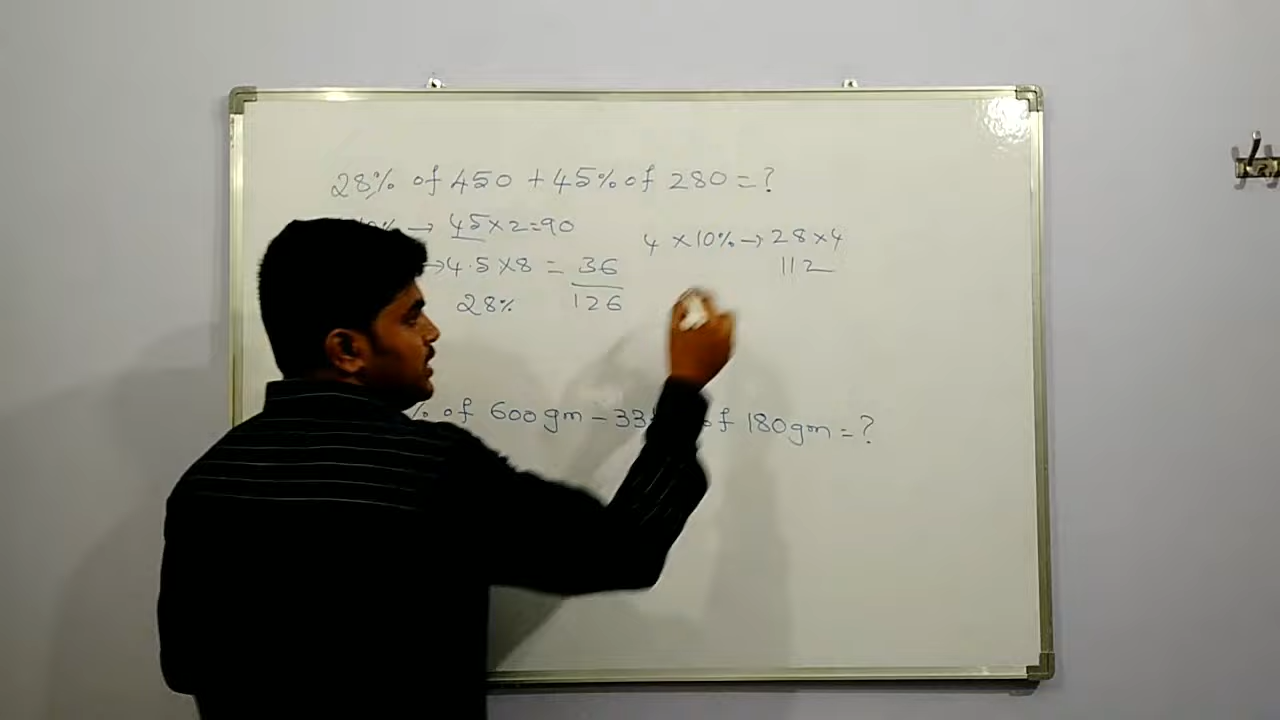 28% of 450 + 45% of 280 = ?
→ 45 × 2 = 90
→ 4.5 × 8 = 36
28% 126
4 × 10% → 28 × 4
112
% of 600gm - 33 of 180gm = ?